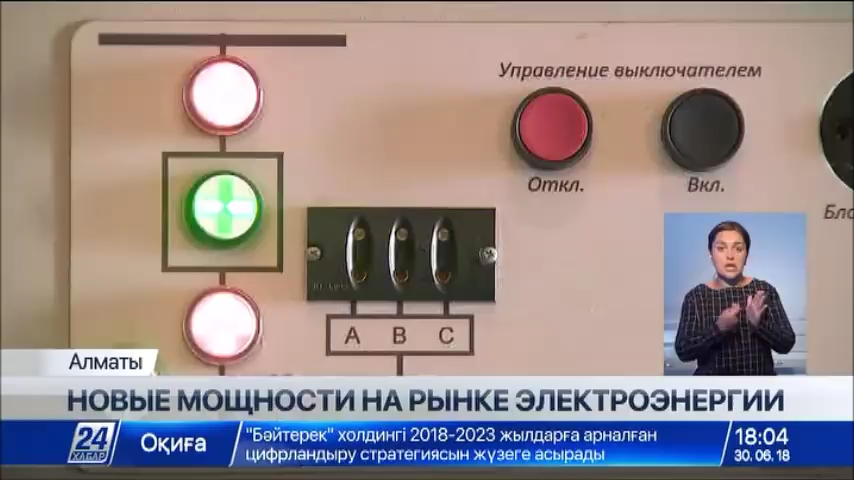 Управление выключателем
Откл.
Вкл.
A B C
Алматы
НОВЫЕ МОЩНОСТИ НА РЫНКЕ ЭЛЕКТРОЭНЕРГИИ
24
ХАБАР
Оқиға
"Бәйтерек" холдингі 2018-2023 жылдарға арналған
цифрландыру стратегиясын жүзеге асырады
18:04
30.06.18